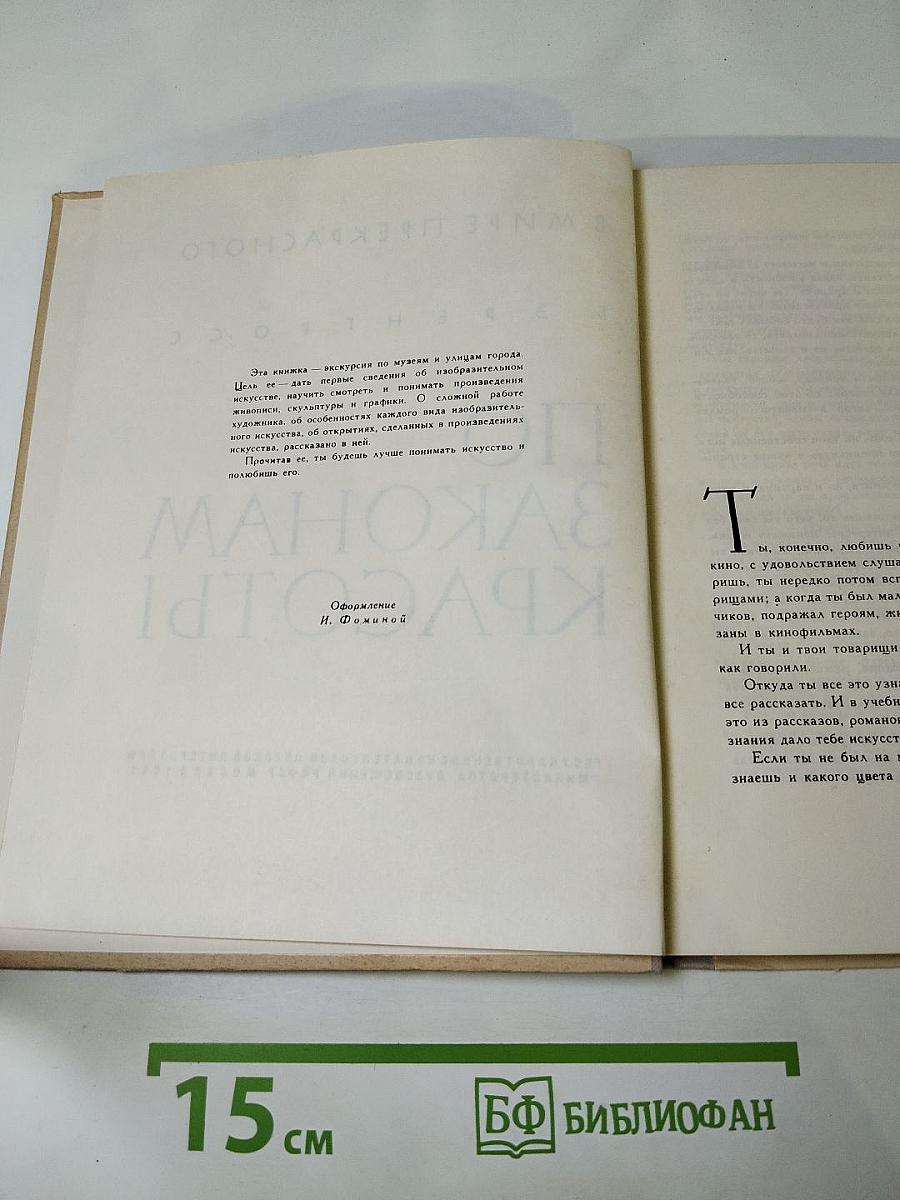 В МИРЕ ПРЕКРАСНОГО
Б. ЭРЕНГРОСС
ПО
ЗАКОНАМ
КРАСОТЫ
Эта книжка — экскурсия по музеям и улицам города.
Цель ее — дать первые сведения об изобразительном
искусстве, научить смотреть и понимать произведения
живописи, скульптуры и графики. О сложной работе
художника, об особенностях каждого вида изобразитель-
ного искусства, об открытиях, сделанных в произведениях
искусства, рассказано в ней.
Прочитав ее, ты будешь лучше понимать искусство и
полюбишь его.
Оформление
И. Фоминой
Ты, конечно, любишь
кино, с удовольствием слуша
ришь, ты нередко потом всп
рищами; а когда ты был мал
чиков, подражал героям, жи
заны в кинофильмах.
И ты и твои товарищи
как говорили.
Откуда ты все это узна
все рассказать. И в учебн
это из рассказов, романо
знания дало тебе искусст
Если ты не был на
знаешь и какого цвета
15 см
БФ БИБЛИОФАН